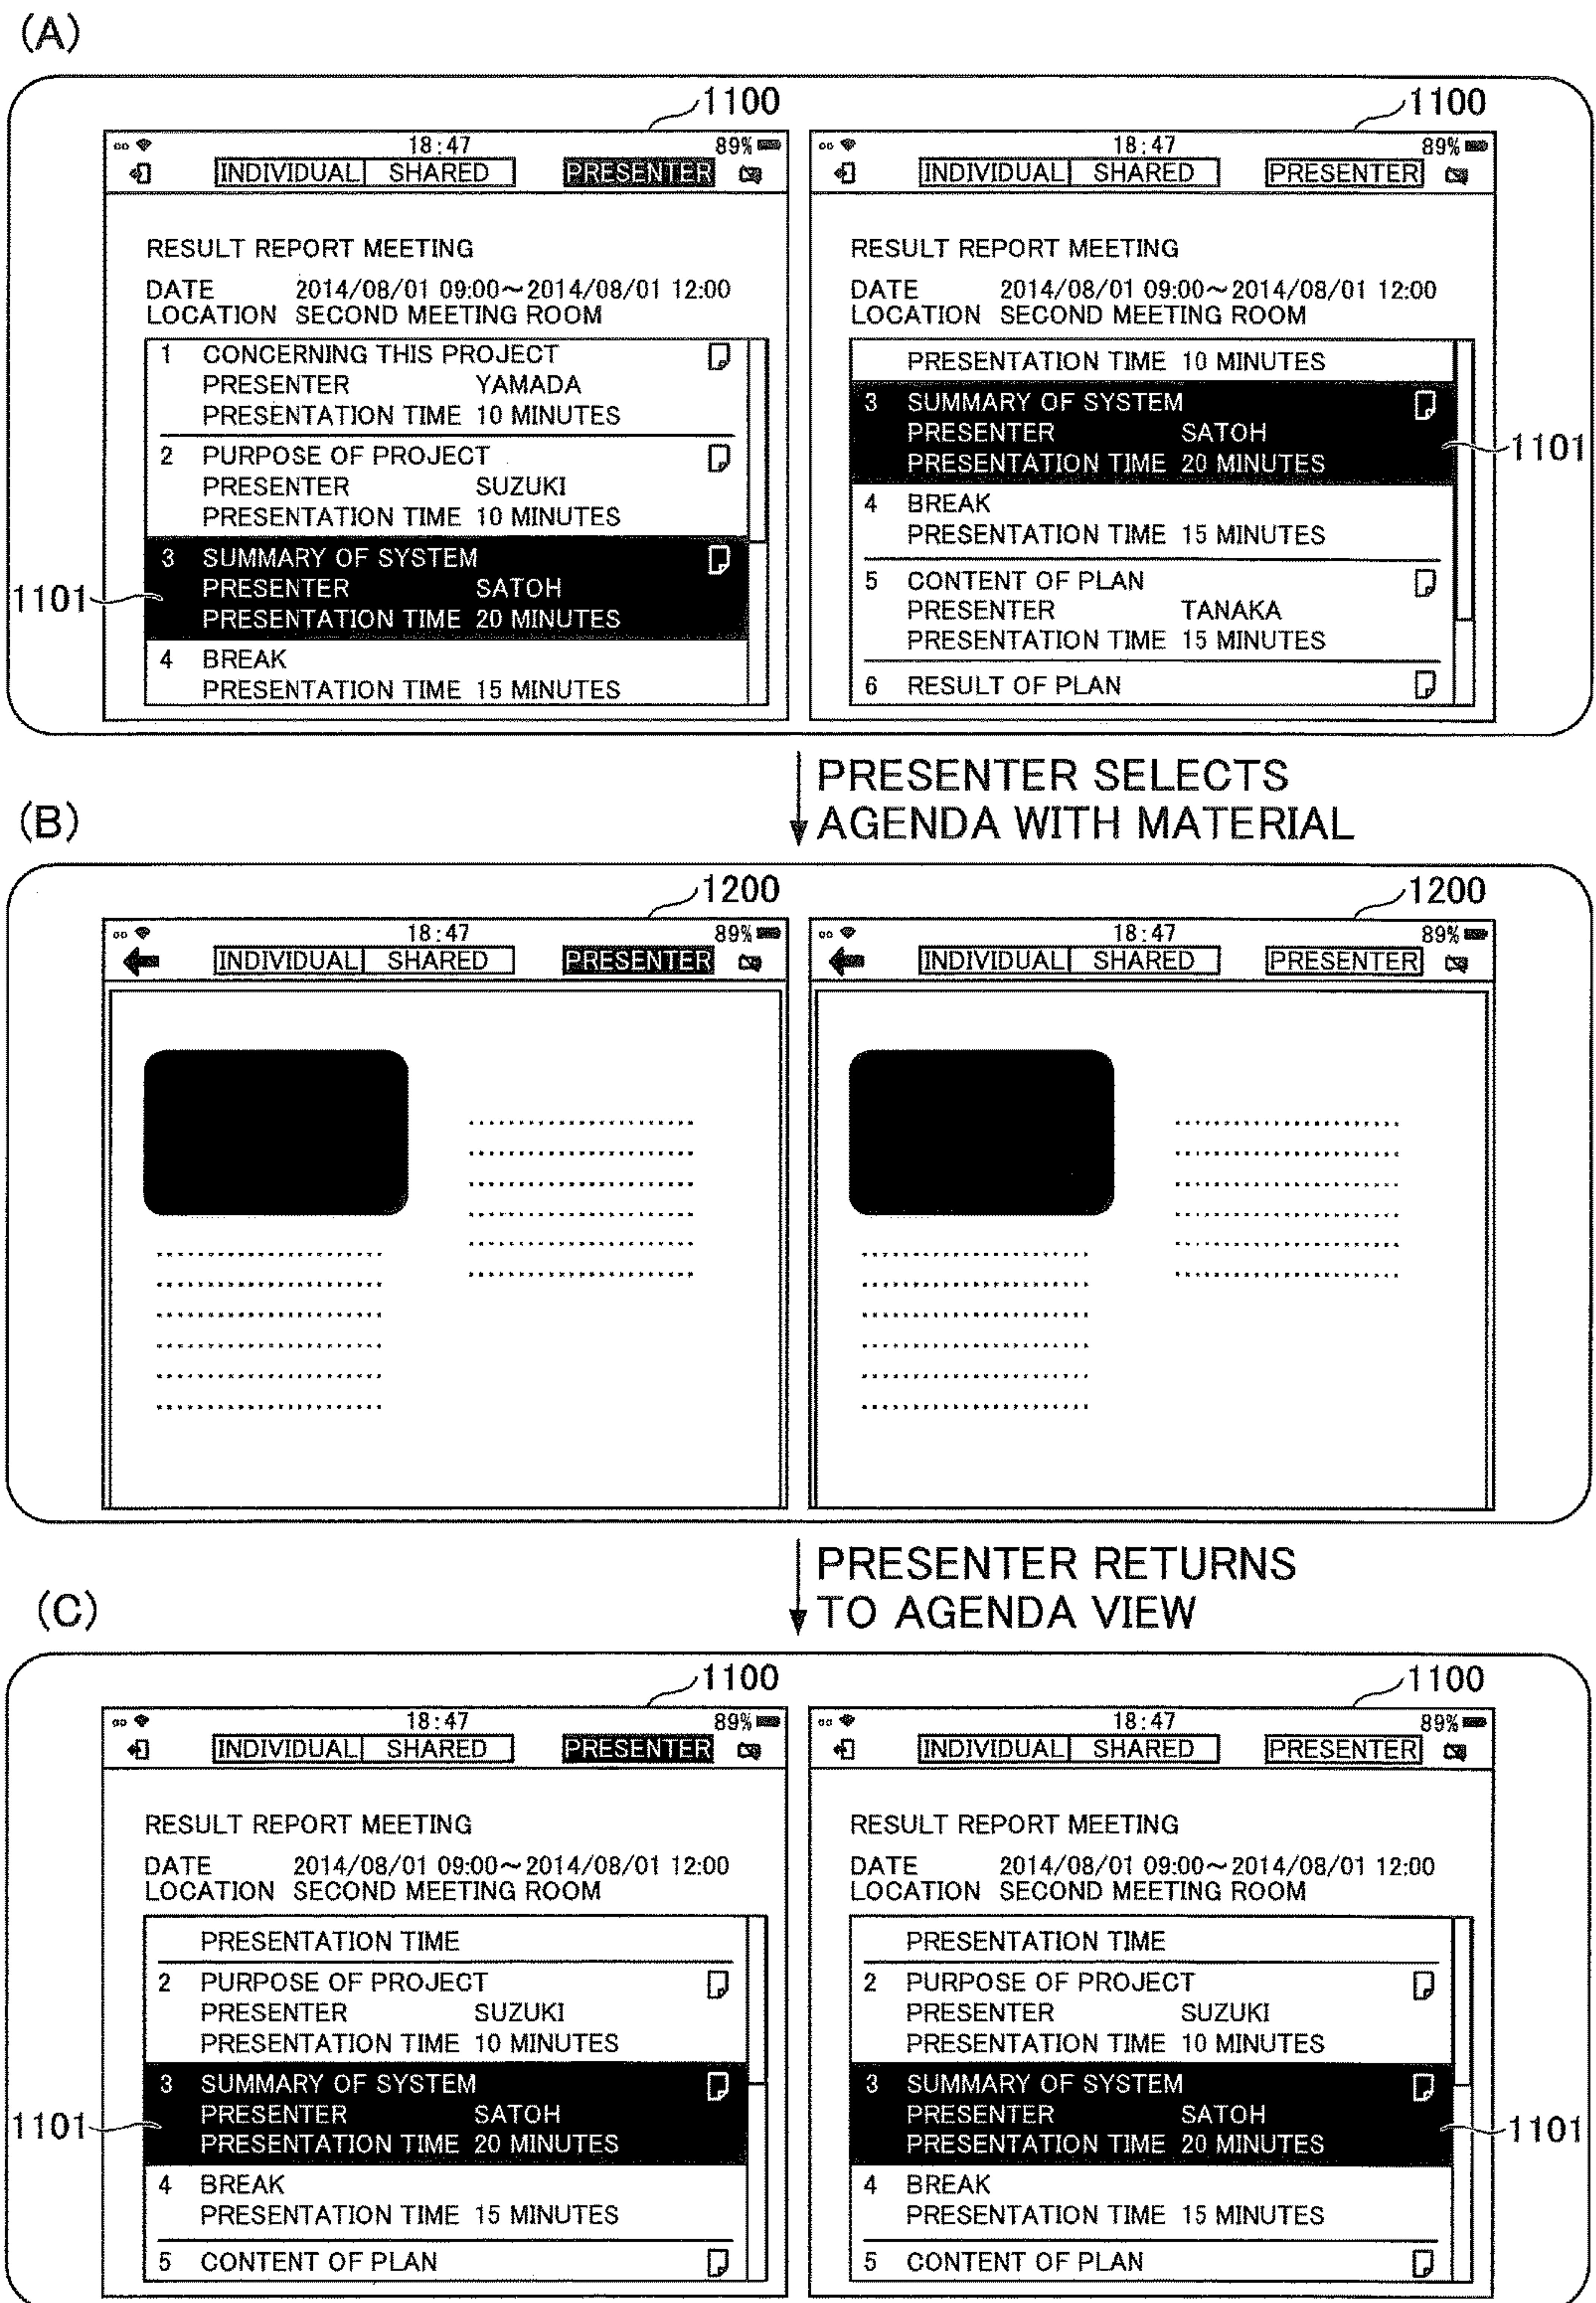 (A)
1100
18:47 89%
INDIVIDUAL SHARED PRESENTER
RESULT REPORT MEETING
DATE 2014/08/01 09:00~2014/08/01 12:00
LOCATION SECOND MEETING ROOM
1 CONCERNING THIS PROJECT
PRESENTER YAMADA
PRESENTATION TIME 10 MINUTES
2 PURPOSE OF PROJECT
PRESENTER SUZUKI
PRESENTATION TIME 10 MINUTES
3 SUMMARY OF SYSTEM
PRESENTER SATOH
PRESENTATION TIME 20 MINUTES
1101
4 BREAK
PRESENTATION TIME 15 MINUTES
1100
18:47 89%
INDIVIDUAL SHARED PRESENTER
RESULT REPORT MEETING
DATE 2014/08/01 09:00~2014/08/01 12:00
LOCATION SECOND MEETING ROOM
PRESENTATION TIME 10 MINUTES
3 SUMMARY OF SYSTEM
PRESENTER SATOH
PRESENTATION TIME 20 MINUTES
1101
4 BREAK
PRESENTATION TIME 15 MINUTES
5 CONTENT OF PLAN
PRESENTER TANAKA
PRESENTATION TIME 15 MINUTES
6 RESULT OF PLAN
PRESENTER SELECTS
AGENDA WITH MATERIAL
(B)
1200
18:47 89%
INDIVIDUAL SHARED PRESENTER
1200
18:47 89%
INDIVIDUAL SHARED PRESENTER
PRESENTER RETURNS
TO AGENDA VIEW
(C)
1100
18:47 89%
INDIVIDUAL SHARED PRESENTER
RESULT REPORT MEETING
DATE 2014/08/01 09:00~2014/08/01 12:00
LOCATION SECOND MEETING ROOM
PRESENTATION TIME
2 PURPOSE OF PROJECT
PRESENTER SUZUKI
PRESENTATION TIME 10 MINUTES
3 SUMMARY OF SYSTEM
PRESENTER SATOH
PRESENTATION TIME 20 MINUTES
1101
4 BREAK
PRESENTATION TIME 15 MINUTES
5 CONTENT OF PLAN
1100
18:47 89%
INDIVIDUAL SHARED PRESENTER
RESULT REPORT MEETING
DATE 2014/08/01 09:00~2014/08/01 12:00
LOCATION SECOND MEETING ROOM
PRESENTATION TIME
2 PURPOSE OF PROJECT
PRESENTER SUZUKI
PRESENTATION TIME 10 MINUTES
3 SUMMARY OF SYSTEM
PRESENTER SATOH
PRESENTATION TIME 20 MINUTES
1101
4 BREAK
PRESENTATION TIME 15 MINUTES
5 CONTENT OF PLAN